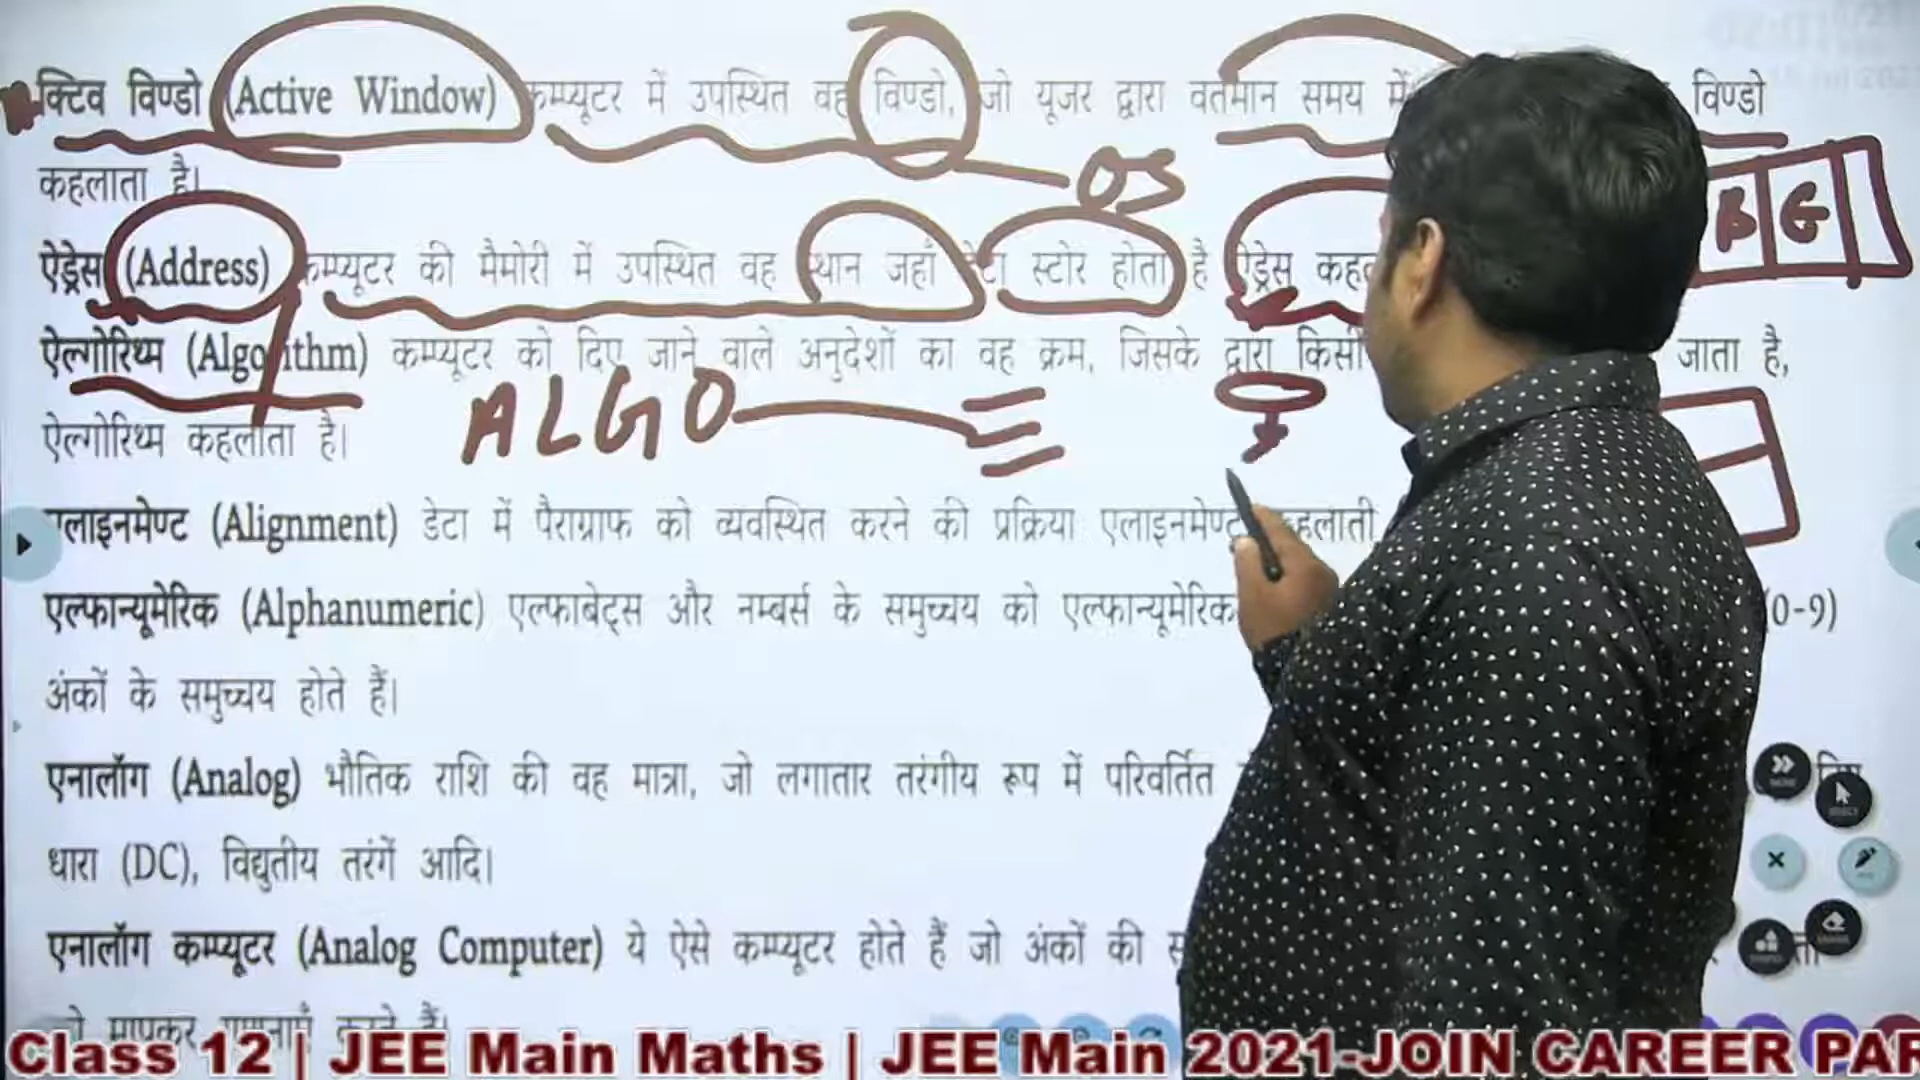 क्टिव विण्डो (Active Window) कम्प्यूटर में उपस्थित वह विण्डो, जो यूजर द्वारा वर्तमान समय में विण्डो
कहलाता है।
OS
B G
ऐड्रेस (Address) कम्प्यूटर की मैमोरी में उपस्थित वह स्थान जहाँ स्टोर होता है ऐड्रेस
ऐल्गोरिथ्म (Algorithm) कम्प्यूटर को दिए जाने वाले अनुदेशों का वह क्रम, जिसके द्वारा किसी जाता है,
ALGO
ऐल्गोरिथ्म कहलाता है।
एलाइनमेण्ट (Alignment) डेटा में पैराग्राफ को व्यवस्थित करने की प्रक्रिया एलाइनमेण्ट कहलाती
एल्फान्यूमेरिक (Alphanumeric) एल्फाबेट्स और नम्बर्स के समुच्चय को एल्फान्यूमेरिक (0-9)
अंकों के समुच्चय होते हैं।
एनालॉग (Analog) भौतिक राशि की वह मात्रा, जो लगातार तरंगीय रूप में परिवर्तित
धारा (DC), विद्युतीय तरंगें आदि।
एनालॉग कम्प्यूटर (Analog Computer) ये ऐसे कम्प्यूटर होते हैं जो अंकों की
मापकर गणनाएँ करते हैं।
Class 12 | JEE Main Maths | JEE Main 2021-JOIN CAREER PAR